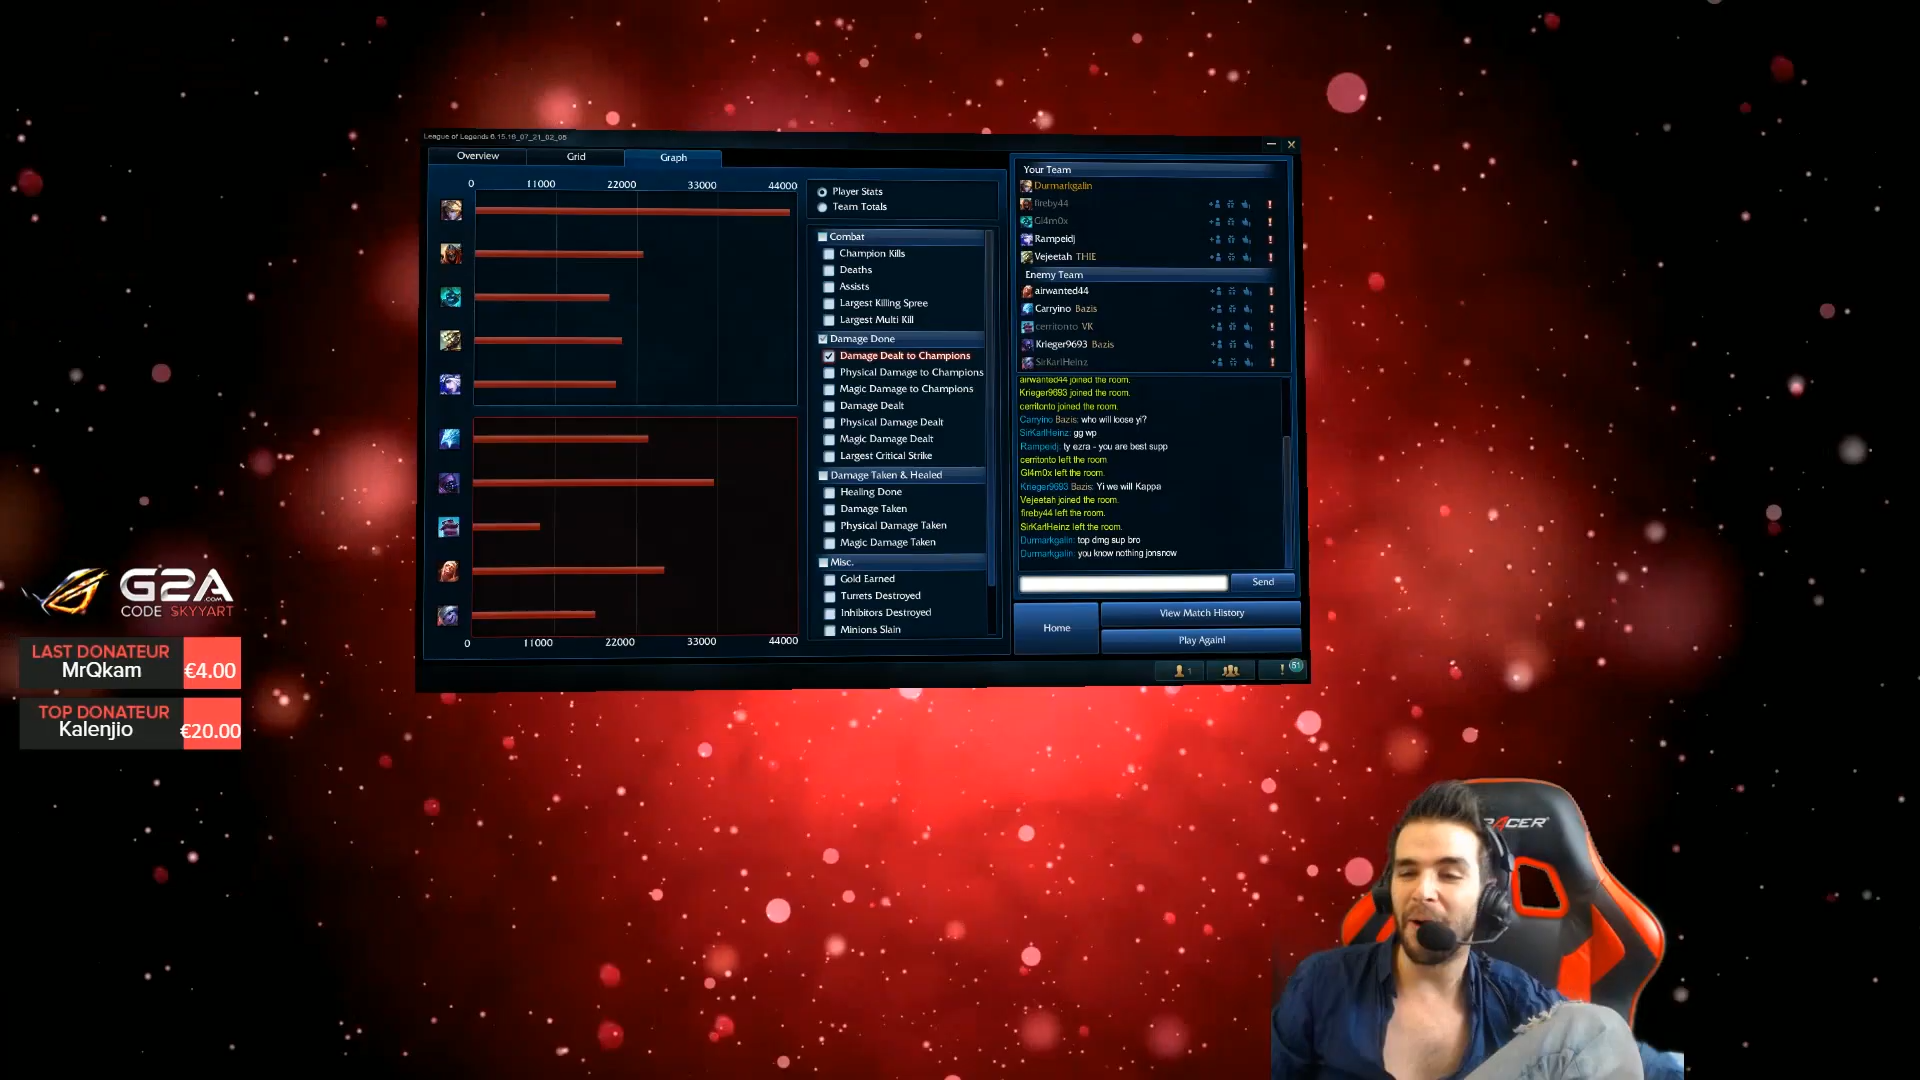 League of Legends 6.15.16_07_21_02_05
Overview
Grid
Graph
0 11000 22000 33000 44000
0 11000 22000 33000 44000
Player Stats
Team Totals
Combat
Champion Kills
Deaths
Assists
Largest Killing Spree
Largest Multi Kill
Damage Done
Damage Dealt to Champions
Physical Damage to Champions
Magic Damage to Champions
Damage Dealt
Physical Damage Dealt
Magic Damage Dealt
Largest Critical Strike
Damage Taken & Healed
Healing Done
Damage Taken
Physical Damage Taken
Magic Damage Taken
Misc.
Gold Earned
Turrets Destroyed
Inhibitors Destroyed
Minions Slain
Your Team
Durmarkgalin
fireby44
Gl4m0x
Rampeidj
Vejeetah THIE
Enemy Team
airwanted44
Carryino Bazis
cerritonto VK
Krieger9693 Bazis
SirKarlHeinz
airwanted44 joined the room.
Krieger9693 joined the room.
cerritonto joined the room.
Carryino Bazis: who will loose yi?
SirKarlHeinz: gg wp
Rampeidj: ty ezra - you are best supp
cerritonto left the room.
Gl4m0x left the room.
Krieger9693 Bazis: Yi we will Kappa
Vejeetah joined the room.
fireby44 left the room.
SirKarlHeinz left the room.
Durmarkgalin: top dmg sup bro
Durmarkgalin: you know nothing jonsnow
Send
Home
View Match History
Play Again!
1
51
G2A
.COM
CODE SKYYART
LAST DONATEUR
MrQkam
€4.00
TOP DONATEUR
Kalenjio
€20.00